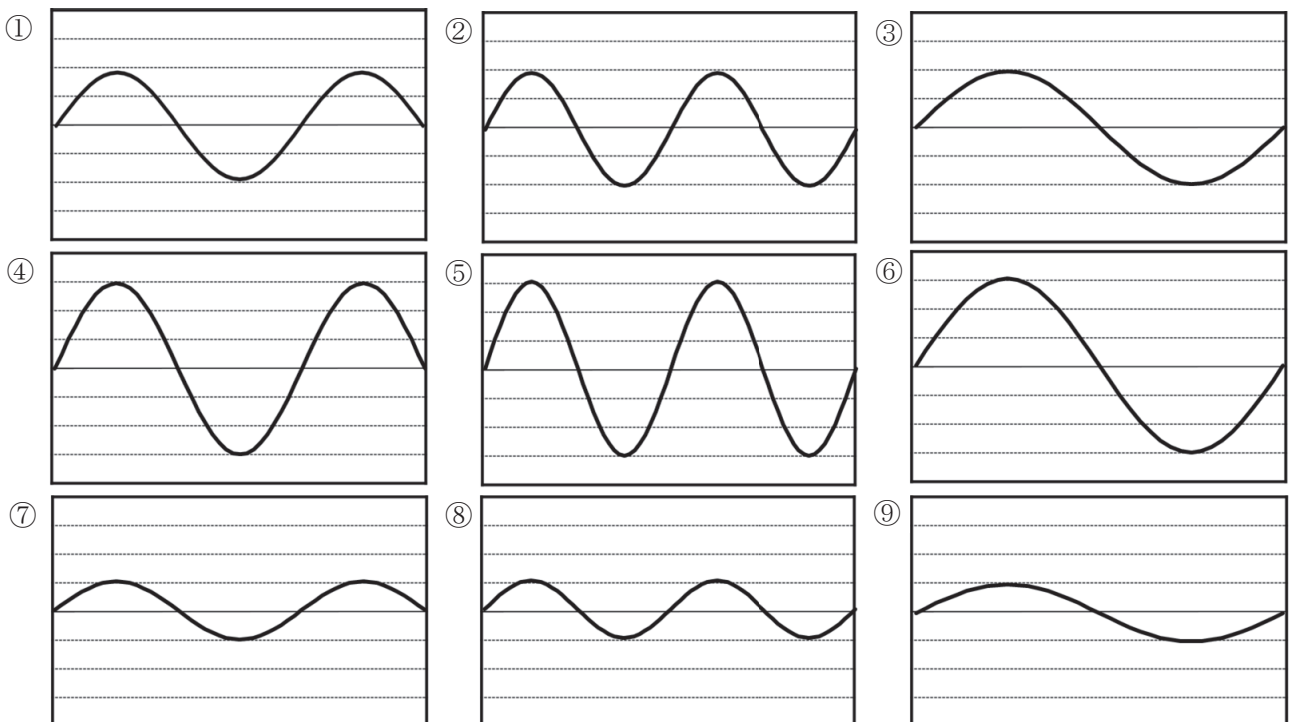 ① ② ③
④ ⑤ ⑥
⑦ ⑧ ⑨